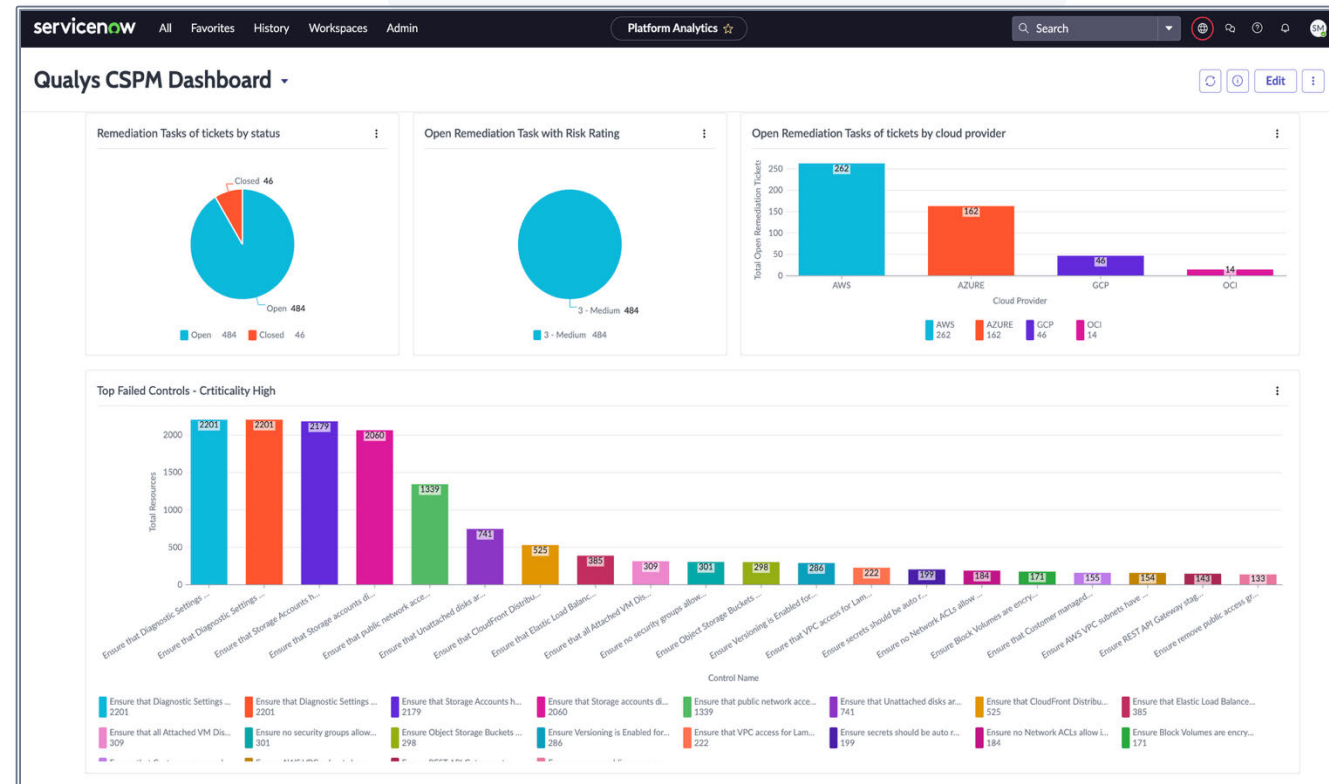 servicenow All Favorites History Workspaces Admin Platform Analytics Search SM
Qualys CSPM Dashboard Edit
Remediation Tasks of tickets by status
Closed 46
Open 484
Open 484 Closed 46
Open Remediation Task with Risk Rating
3 - Medium 484
3 - Medium 484
Open Remediation Tasks of tickets by cloud provider
Total Open Remediation Tickets
250
200
150
100
50
0
262
162
46
14
AWS AZURE GCP OCI
Cloud Provider
AWS AZURE GCP OCI
262 162 46 14
Top Failed Controls - Crtiticality High
Total Resources
2000
1500
1000
500
0
2201 2201 2179 2060 1339 741 525 385 309 301 298 286 222 199 184 171 155 154 143 133
Ensure that Diagnostic Settings ...
Ensure that Diagnostic Settings ...
Ensure that Storage Accounts h...
Ensure that Storage accounts di...
Ensure that public network acce...
Ensure that Unattached disks ar...
Ensure that CloudFront Distribu...
Ensure that Elastic Load Balanc...
Ensure that all Attached VM Dis...
Ensure no security groups allow...
Ensure Object Storage Buckets ...
Ensure Versioning is Enabled for...
Ensure that VPC access for Lam...
Ensure secrets should be auto r...
Ensure no Network ACLs allow ...
Ensure Block Volumes are encry...
Ensure that Customer managed...
Ensure AWS VPC subnets have ...
Ensure REST API Gateway stag...
Ensure remove public access gr...
Control Name
Ensure that Diagnostic Settings ... Ensure that Diagnostic Settings ... Ensure that Storage Accounts h... Ensure that Storage accounts di... Ensure that public network acce... Ensure that Unattached disks ar... Ensure that CloudFront Distribu... Ensure that Elastic Load Balance...
2201 2201 2179 2060 1339 741 525 385
Ensure that all Attached VM Dis... Ensure no security groups allow... Ensure Object Storage Buckets ... Ensure Versioning is Enabled for... Ensure that VPC access for Lam... Ensure secrets should be auto r... Ensure no Network ACLs allow i... Ensure Block Volumes are encry...
309 301 298 286 222 199 184 171